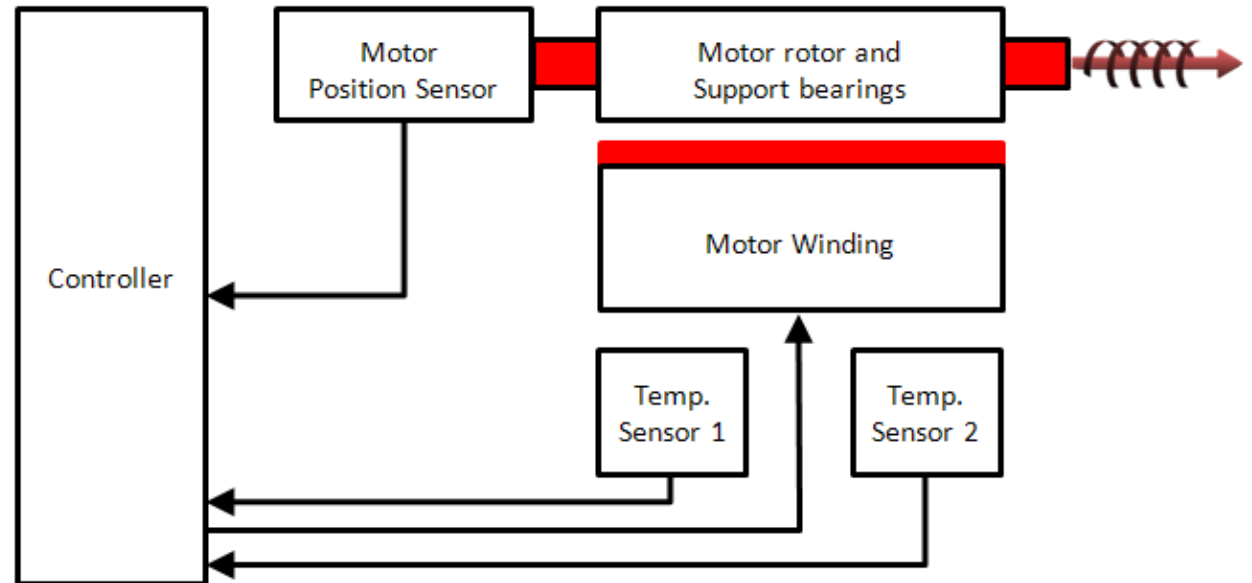 Motor
Position Sensor
Motor rotor and
Support bearings
Controller
Motor Winding
Temp.
Sensor 1
Temp.
Sensor 2